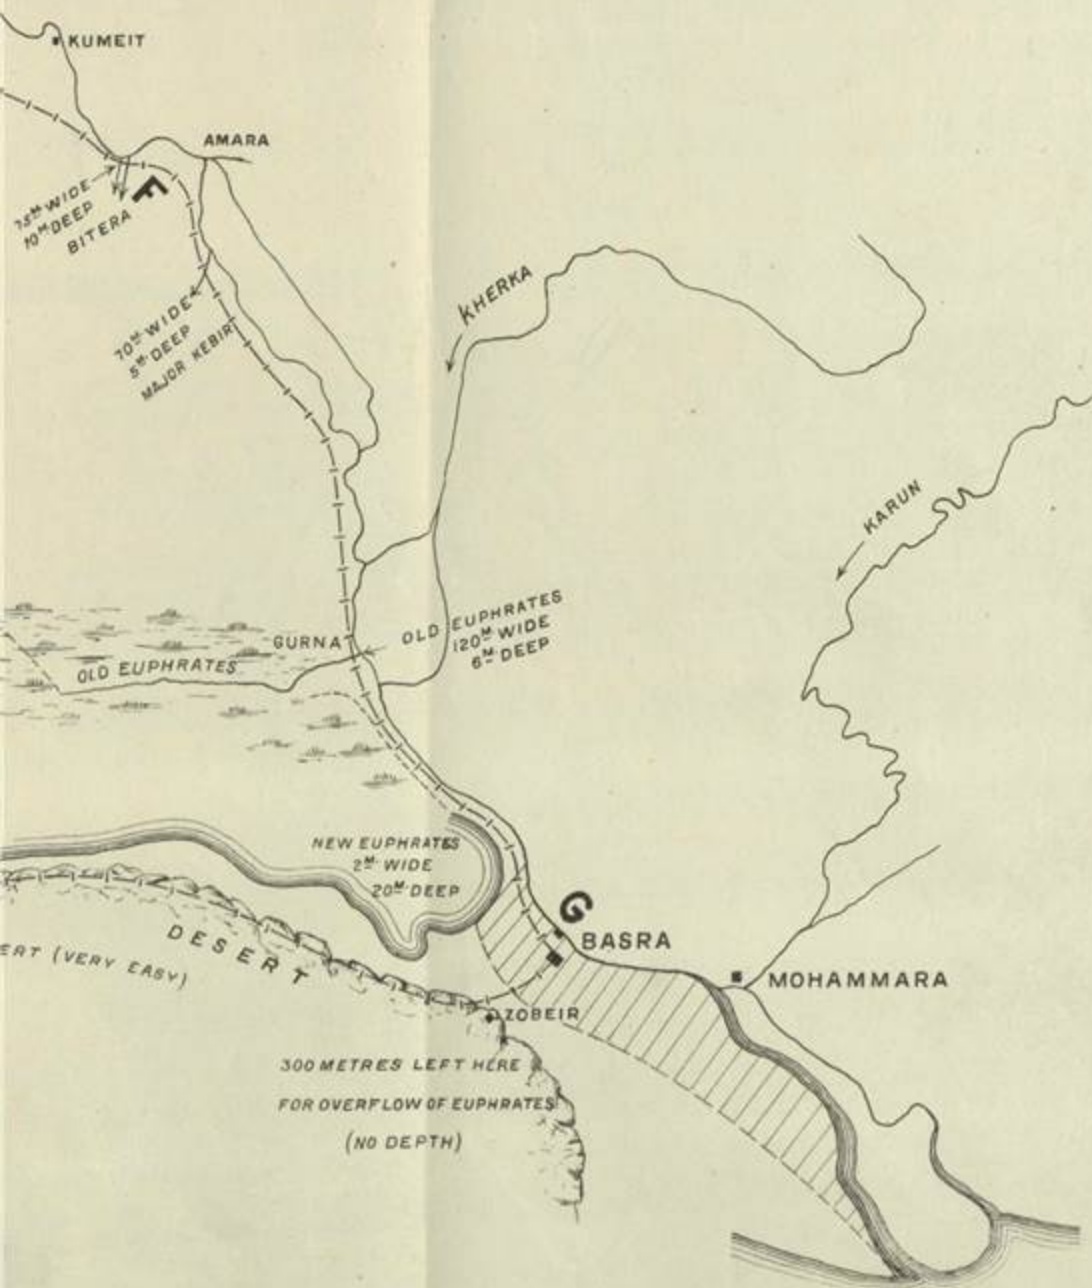 KUMEIT
AMARA
F
75M WIDE
10M DEEP
BITERA
KHERKA
70M WIDE
5M DEEP
MAJOR KEBIR
KARUN
OLD EUPHRATES
120M WIDE
6M DEEP
GURNA
OLD EUPHRATES
NEW EUPHRATES
2M WIDE
20M DEEP
G
BASRA
DESERT
ERT (VERY EASY)
MOHAMMARA
ZOBEIR
300 METRES LEFT HERE
FOR OVERFLOW OF EUPHRATES
(NO DEPTH)